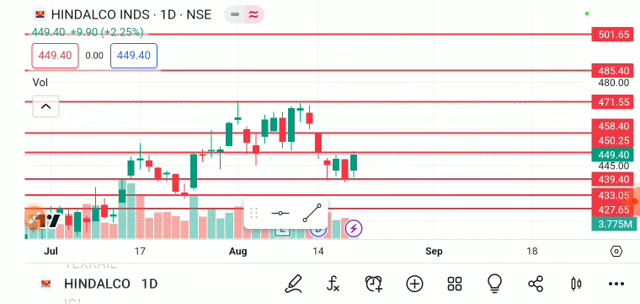 HINDALCO INDS · 1D · NSE
449.40 +9.90 (+2.25%)
449.40 0.00 449.40
Vol
501.65
485.40
480.00
471.55
458.40
450.25
449.40
445.00
439.40
433.05
427.65
3.775M
E D
Jul 17 Aug 14 Sep 18
HINDALCO 1D